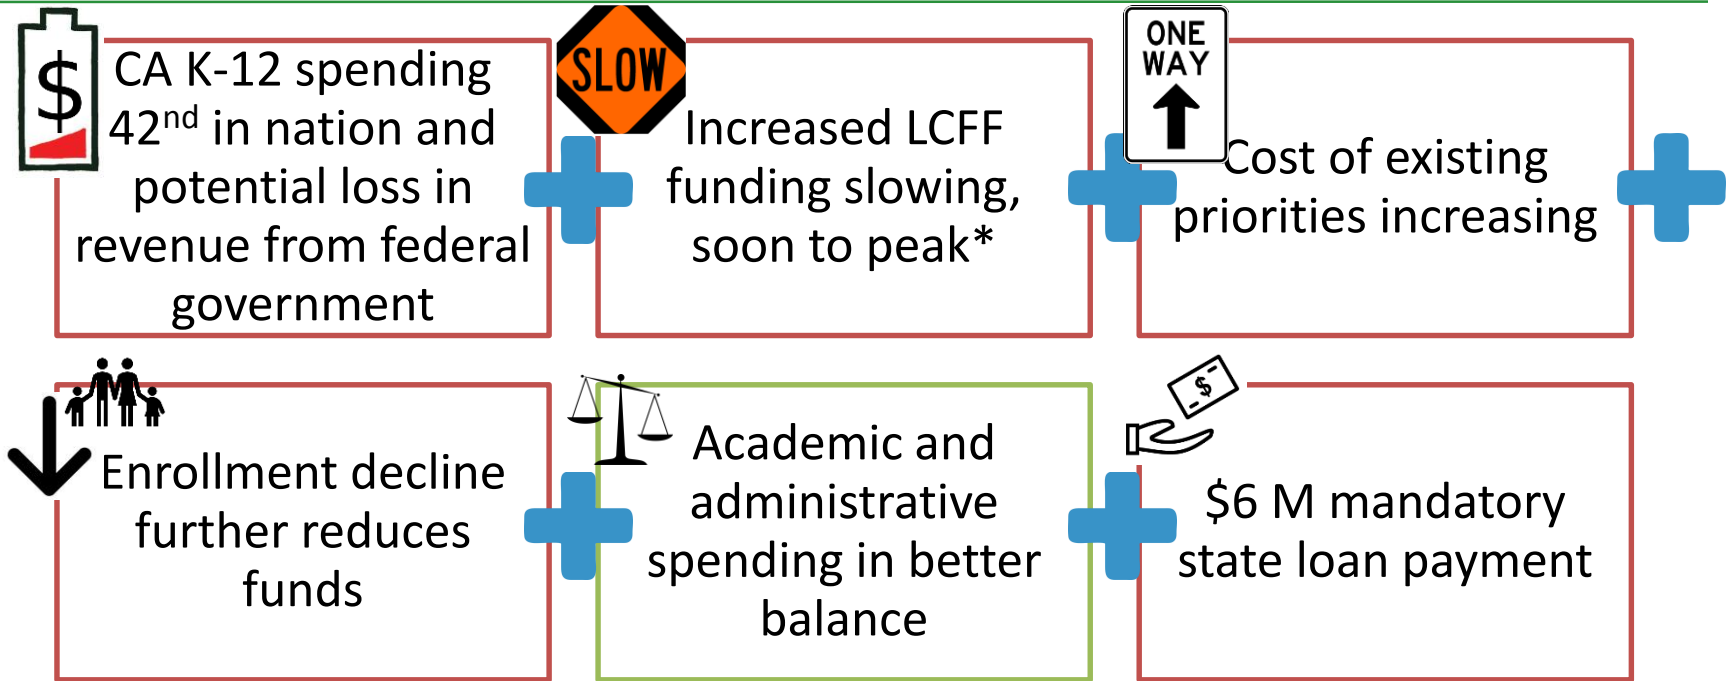 $
CA K-12 spending
42nd in nation and
potential loss in
revenue from federal
government
SLOW
Increased LCFF
funding slowing,
soon to peak*
ONE
WAY
Cost of existing
priorities increasing
Enrollment decline
further reduces
funds
Academic and
administrative
spending in better
balance
$
$6 M mandatory
state loan payment